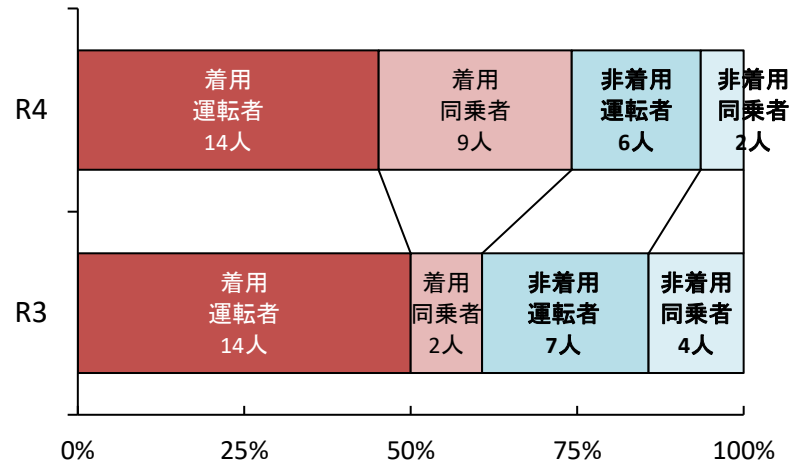 R4
着用
運転者
14人
着用
同乗者
9人
非着用
運転者
6人
非着用
同乗者
2人
R3
着用
運転者
14人
着用
同乗者
2人
非着用
運転者
7人
非着用
同乗者
4人
0%
25%
50%
75%
100%